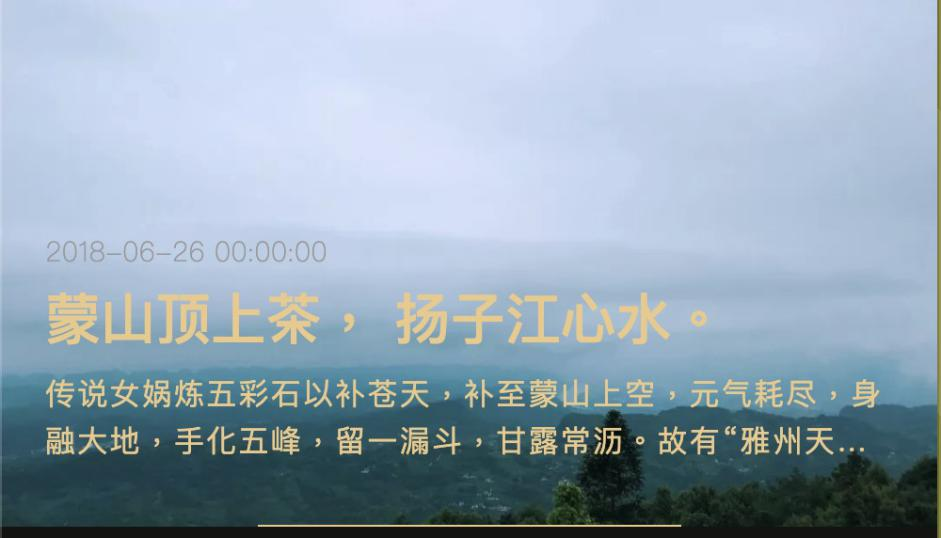 2018-06-26 00:00:00
蒙山顶上茶， 扬子江心水。
传说女娲炼五彩石以补苍天，补至蒙山上空，元气耗尽，身
融大地，手化五峰，留一漏斗，甘露常沥。故有“雅州天...